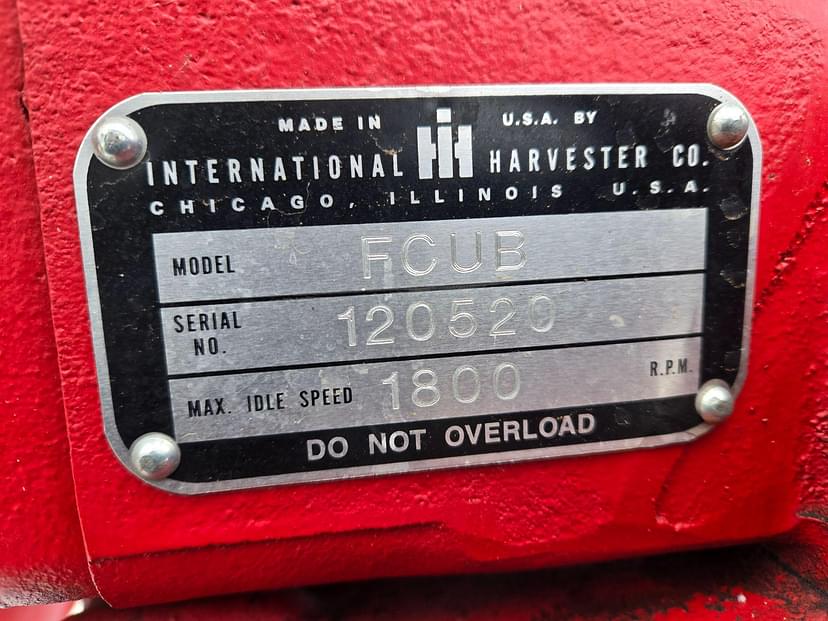 MADE IN IH U.S.A. BY
INTERNATIONAL HARVESTER CO.
CHICAGO, ILLINOIS U.S.A.
MODEL FCUB
SERIAL NO. 120520
MAX. IDLE SPEED 1800 R.P.M.
DO NOT OVERLOAD